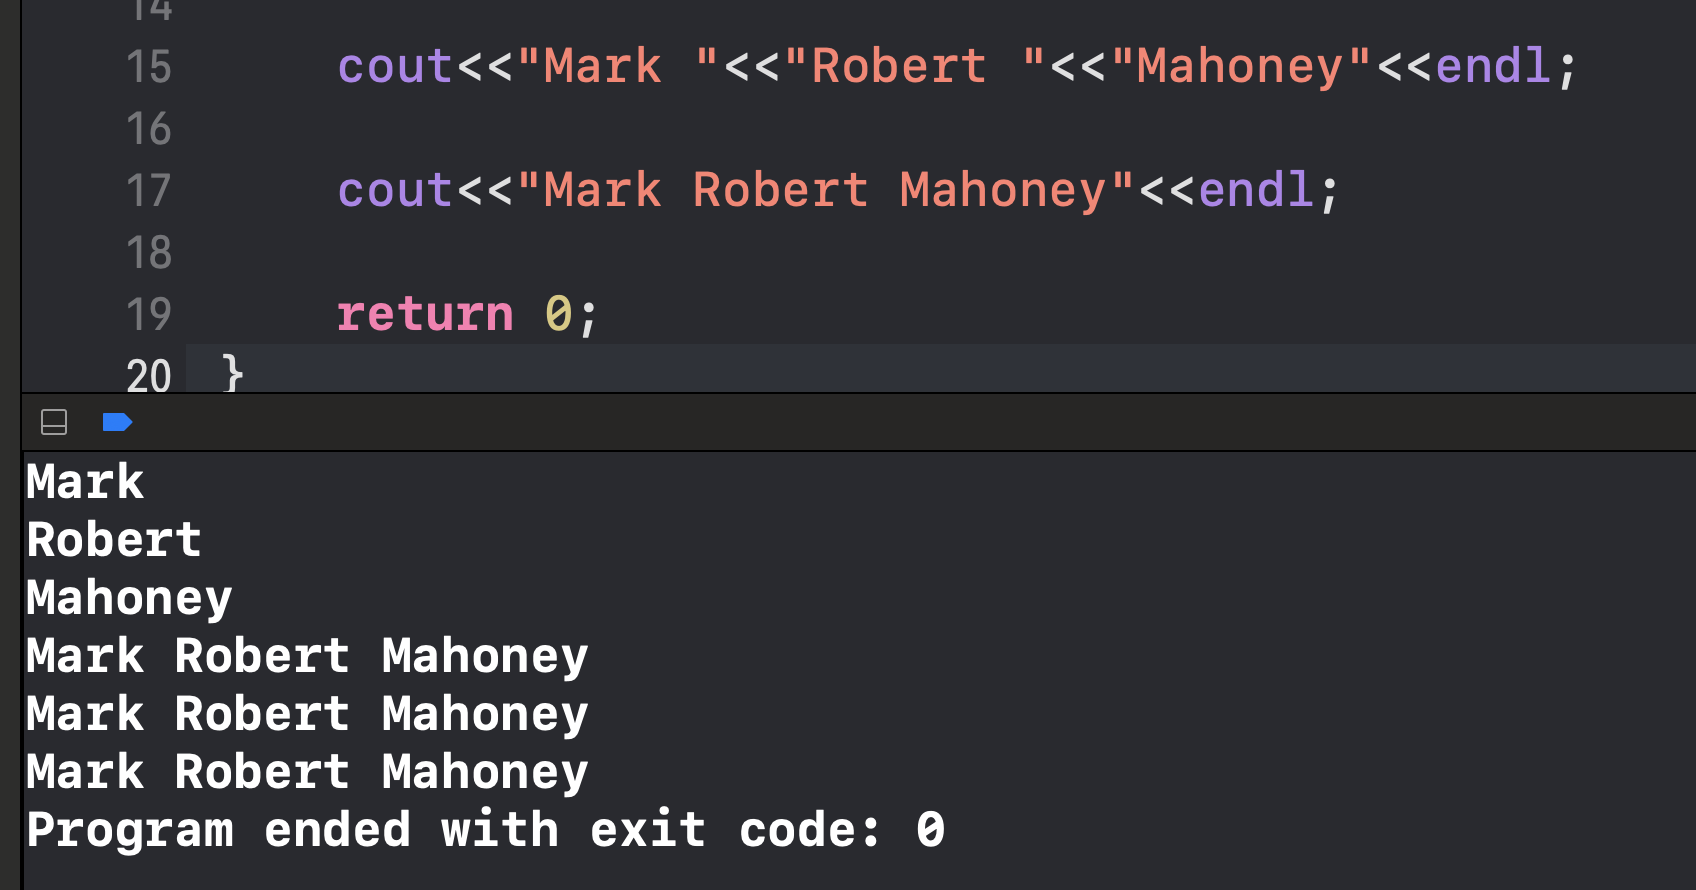 14
15 cout<<"Mark "<<"Robert "<<"Mahoney"<<endl;
16
17 cout<<"Mark Robert Mahoney"<<endl;
18
19 return 0;
20 }
Mark
Robert
Mahoney
Mark Robert Mahoney
Mark Robert Mahoney
Mark Robert Mahoney
Program ended with exit code: 0